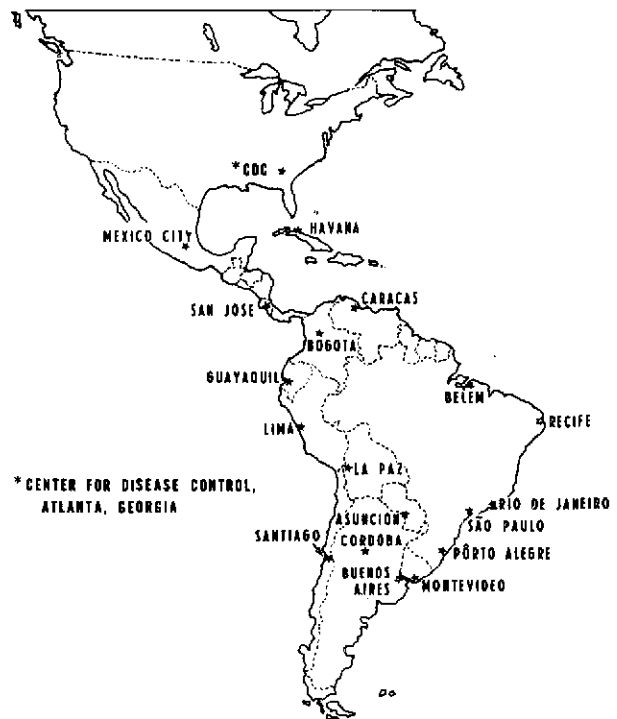 *CDC
HAVANA
MEXICO CITY
SAN JOSE
CARACAS
BOGOTA
GUAYAQUIL
BELEM
RECIFE
LIMA
LA PAZ
*CENTER FOR DISEASE CONTROL,
ATLANTA, GEORGIA
RIO DE JANEIRO
ASUNCION
SÃO PAULO
SANTIAGO
CORDOBA
PÔRTO ALEGRE
BUENOS
AIRES
MONTEVIDEO